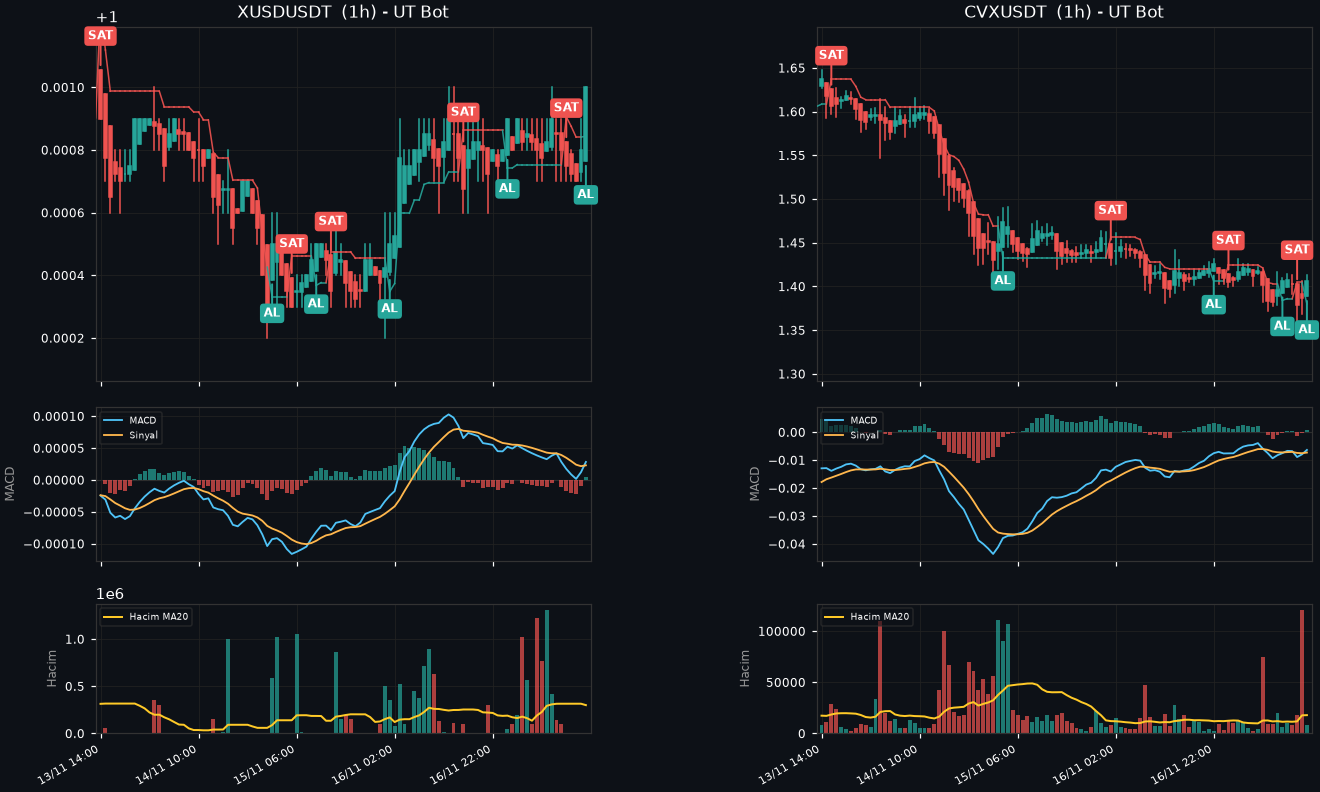 XUSDUSDT (1h) - UT Bot
+1
0.0010
0.0008
0.0006
0.0004
0.0002
SAT
SAT
SAT
SAT
SAT
AL
AL
AL
AL
AL
MACD
Sinyal
0.00010
0.00005
0.00000
−0.00005
−0.00010
MACD
1e6
Hacim MA20
1.0
0.5
0.0
Hacim
13/11 14:00
14/11 10:00
15/11 06:00
16/11 02:00
16/11 22:00
CVXUSDT (1h) - UT Bot
1.65
1.60
1.55
1.50
1.45
1.40
1.35
1.30
SAT
SAT
SAT
SAT
AL
AL
AL
AL
MACD
Sinyal
0.00
−0.01
−0.02
−0.03
−0.04
MACD
Hacim MA20
100000
50000
0
Hacim
13/11 14:00
14/11 10:00
15/11 06:00
16/11 02:00
16/11 22:00